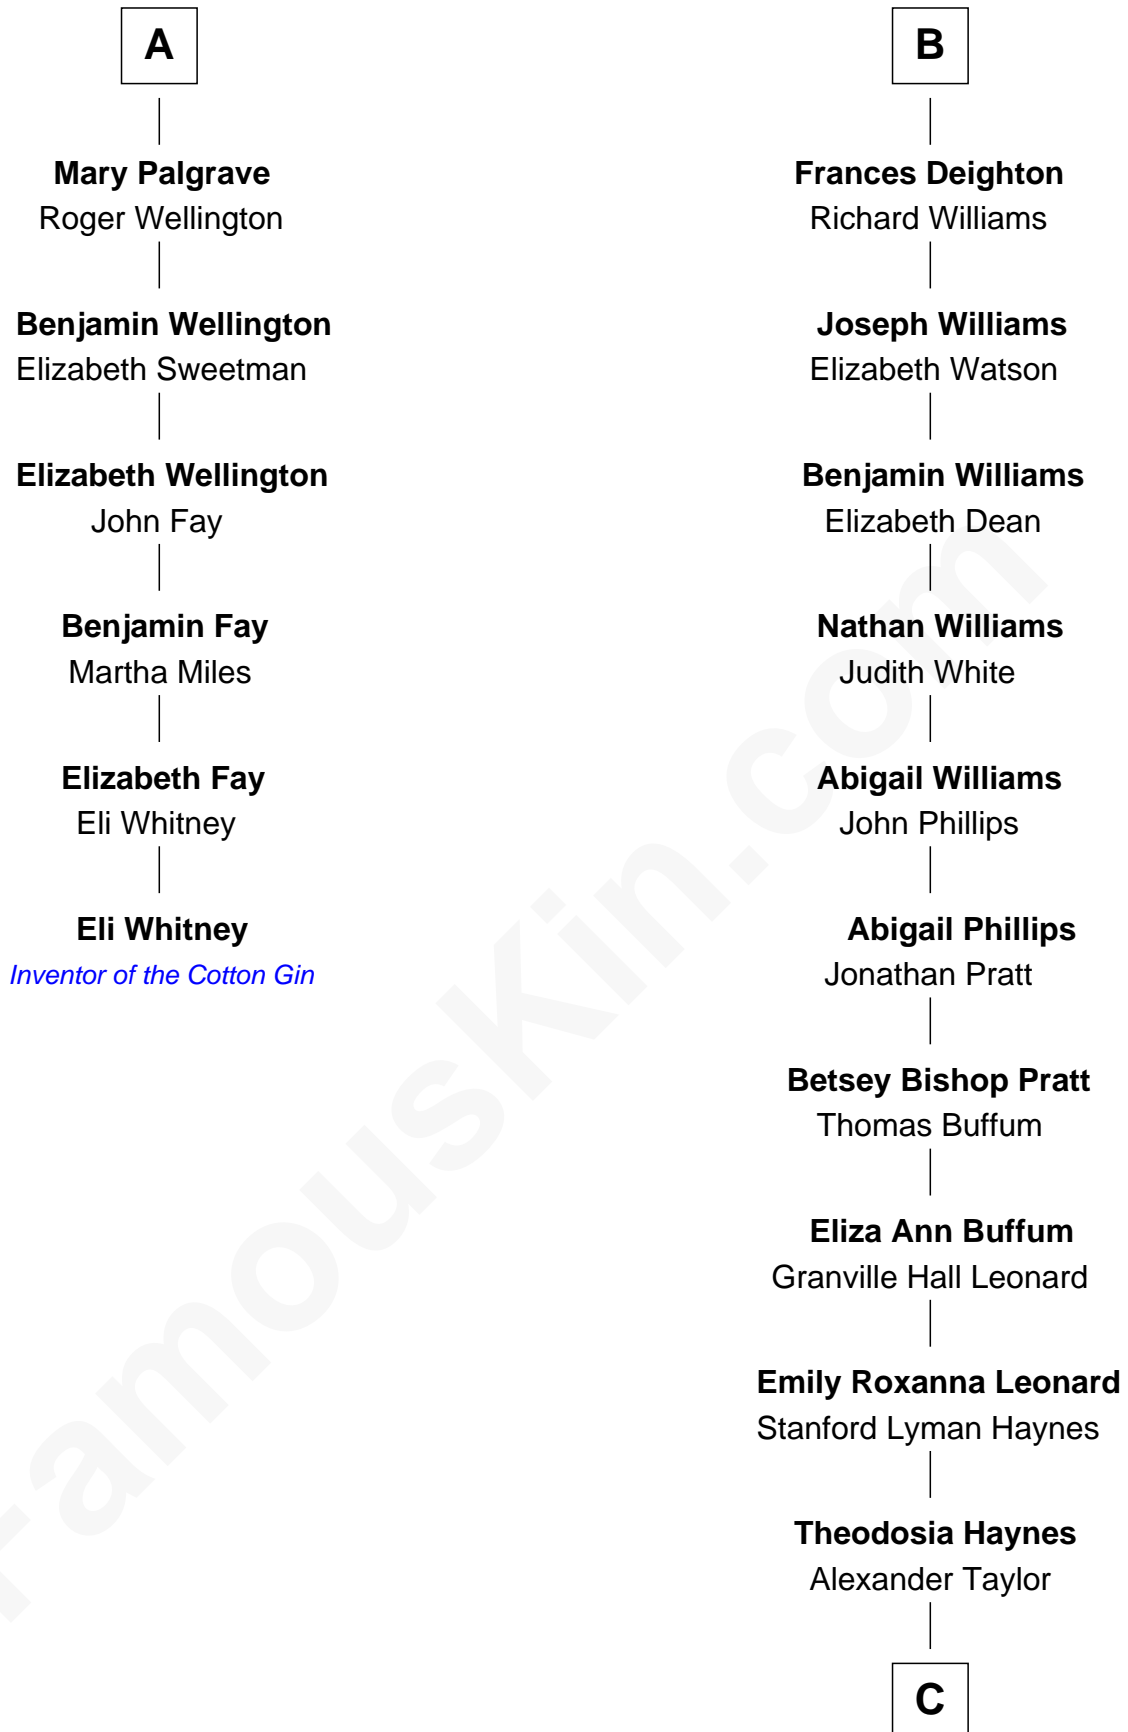 A
Mary Palgrave
Roger Wellington
Benjamin Wellington
Elizabeth Sweetman
Elizabeth Wellington
John Fay
Benjamin Fay
Martha Miles
Elizabeth Fay
Eli Whitney
Eli Whitney
Inventor of the Cotton Gin
B
Frances Deighton
Richard Williams
Joseph Williams
Elizabeth Watson
Benjamin Williams
Elizabeth Dean
Nathan Williams
Judith White
Abigail Williams
John Phillips
Abigail Phillips
Jonathan Pratt
Betsey Bishop Pratt
Thomas Buffum
Eliza Ann Buffum
Granville Hall Leonard
Emily Roxanna Leonard
Stanford Lyman Haynes
Theodosia Haynes
Alexander Taylor
C
FamousKin.com